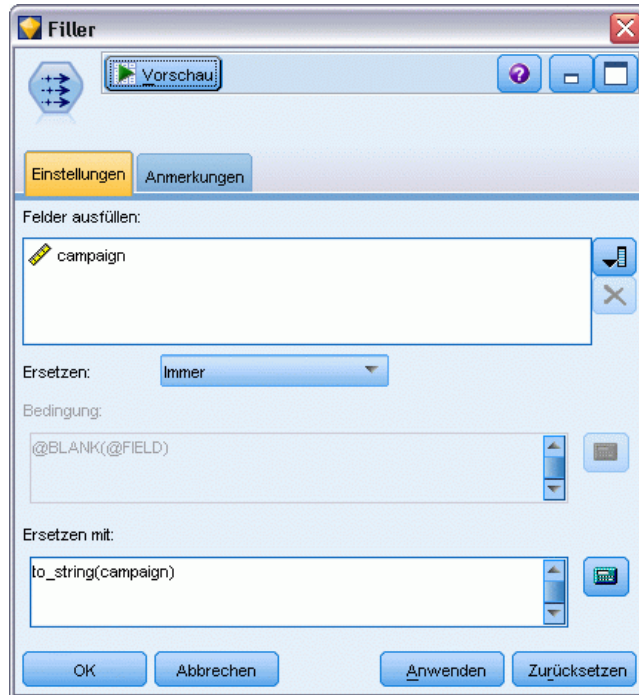 Filler
Vorschau
Einstellungen
Anmerkungen
Felder ausfüllen:
campaign
Ersetzen:
Immer
Bedingung:
@BLANK(@FIELD)
Ersetzen mit:
to_string(campaign)
OK
Abbrechen
Anwenden
Zurücksetzen